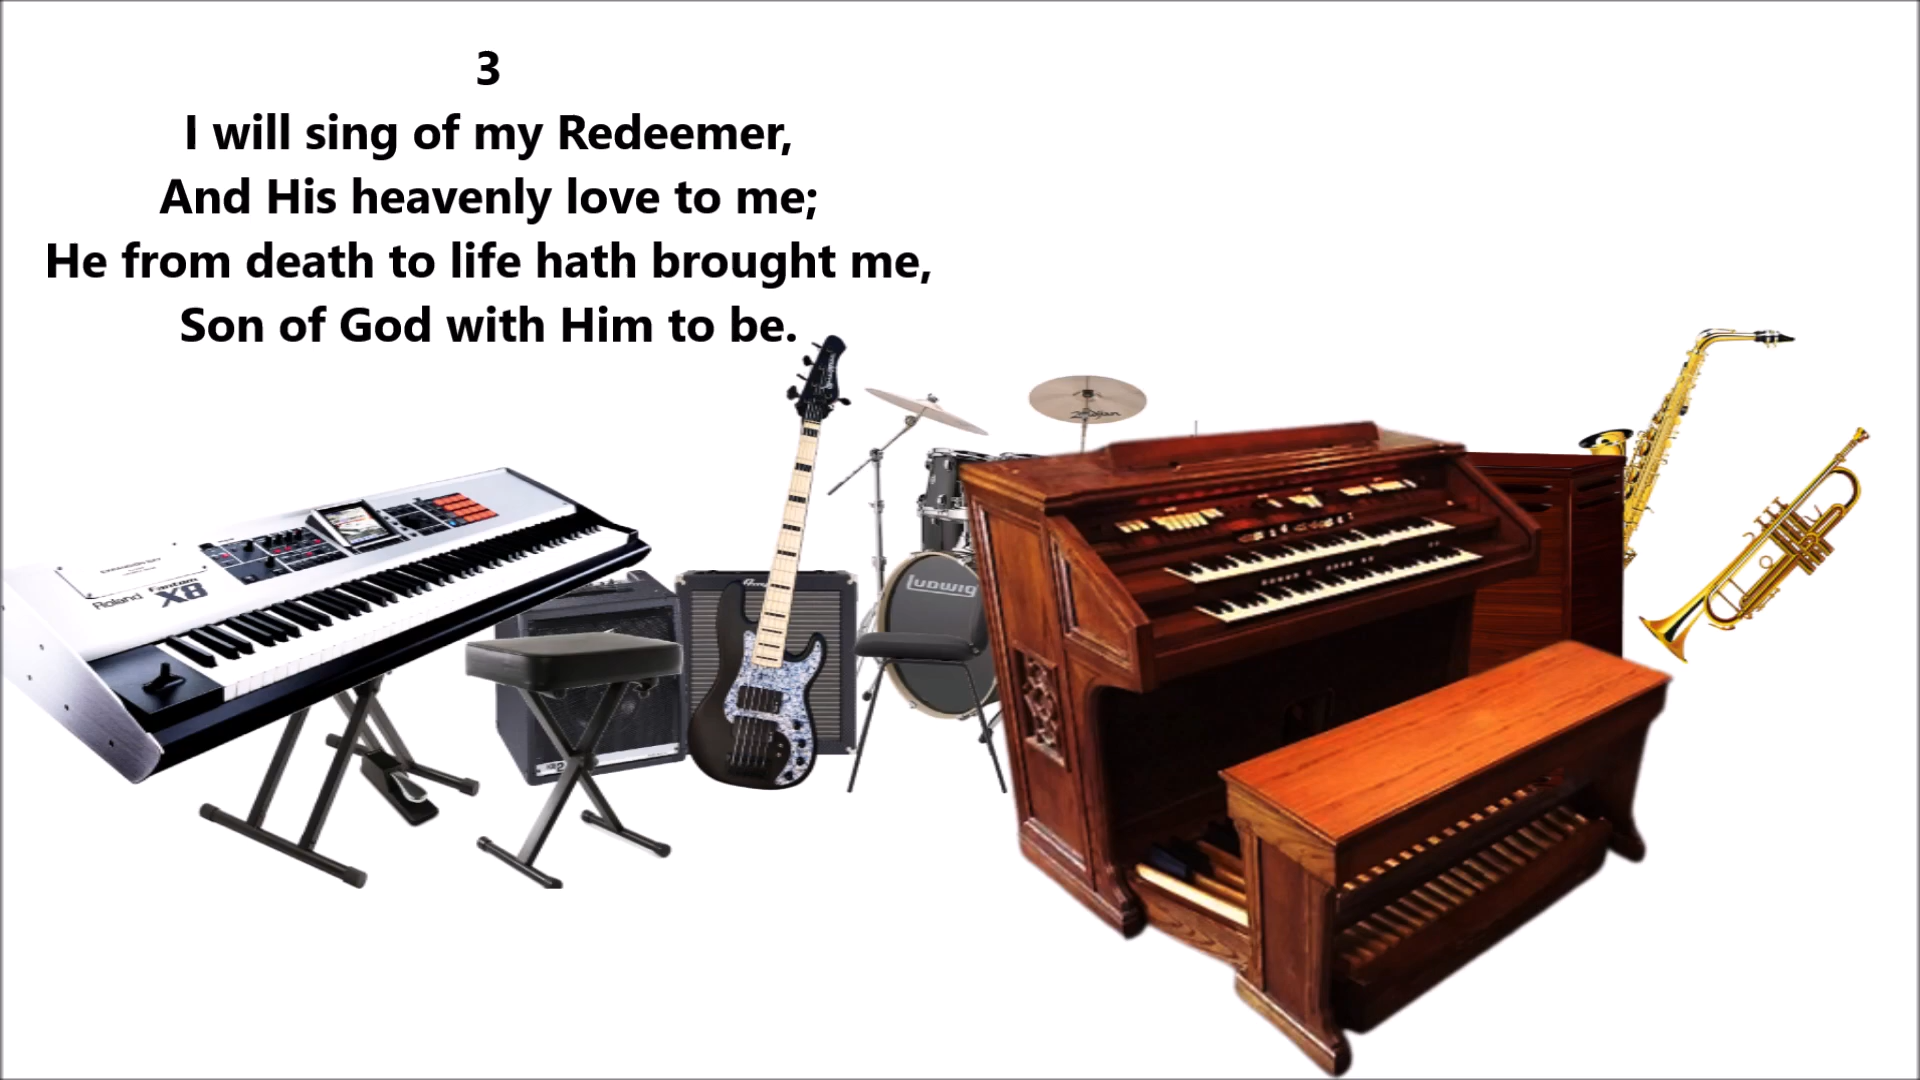 3
I will sing of my Redeemer,
And His heavenly love to me;
He from death to life hath brought me,
Son of God with Him to be.
Roland Fantom X8
Ludwig